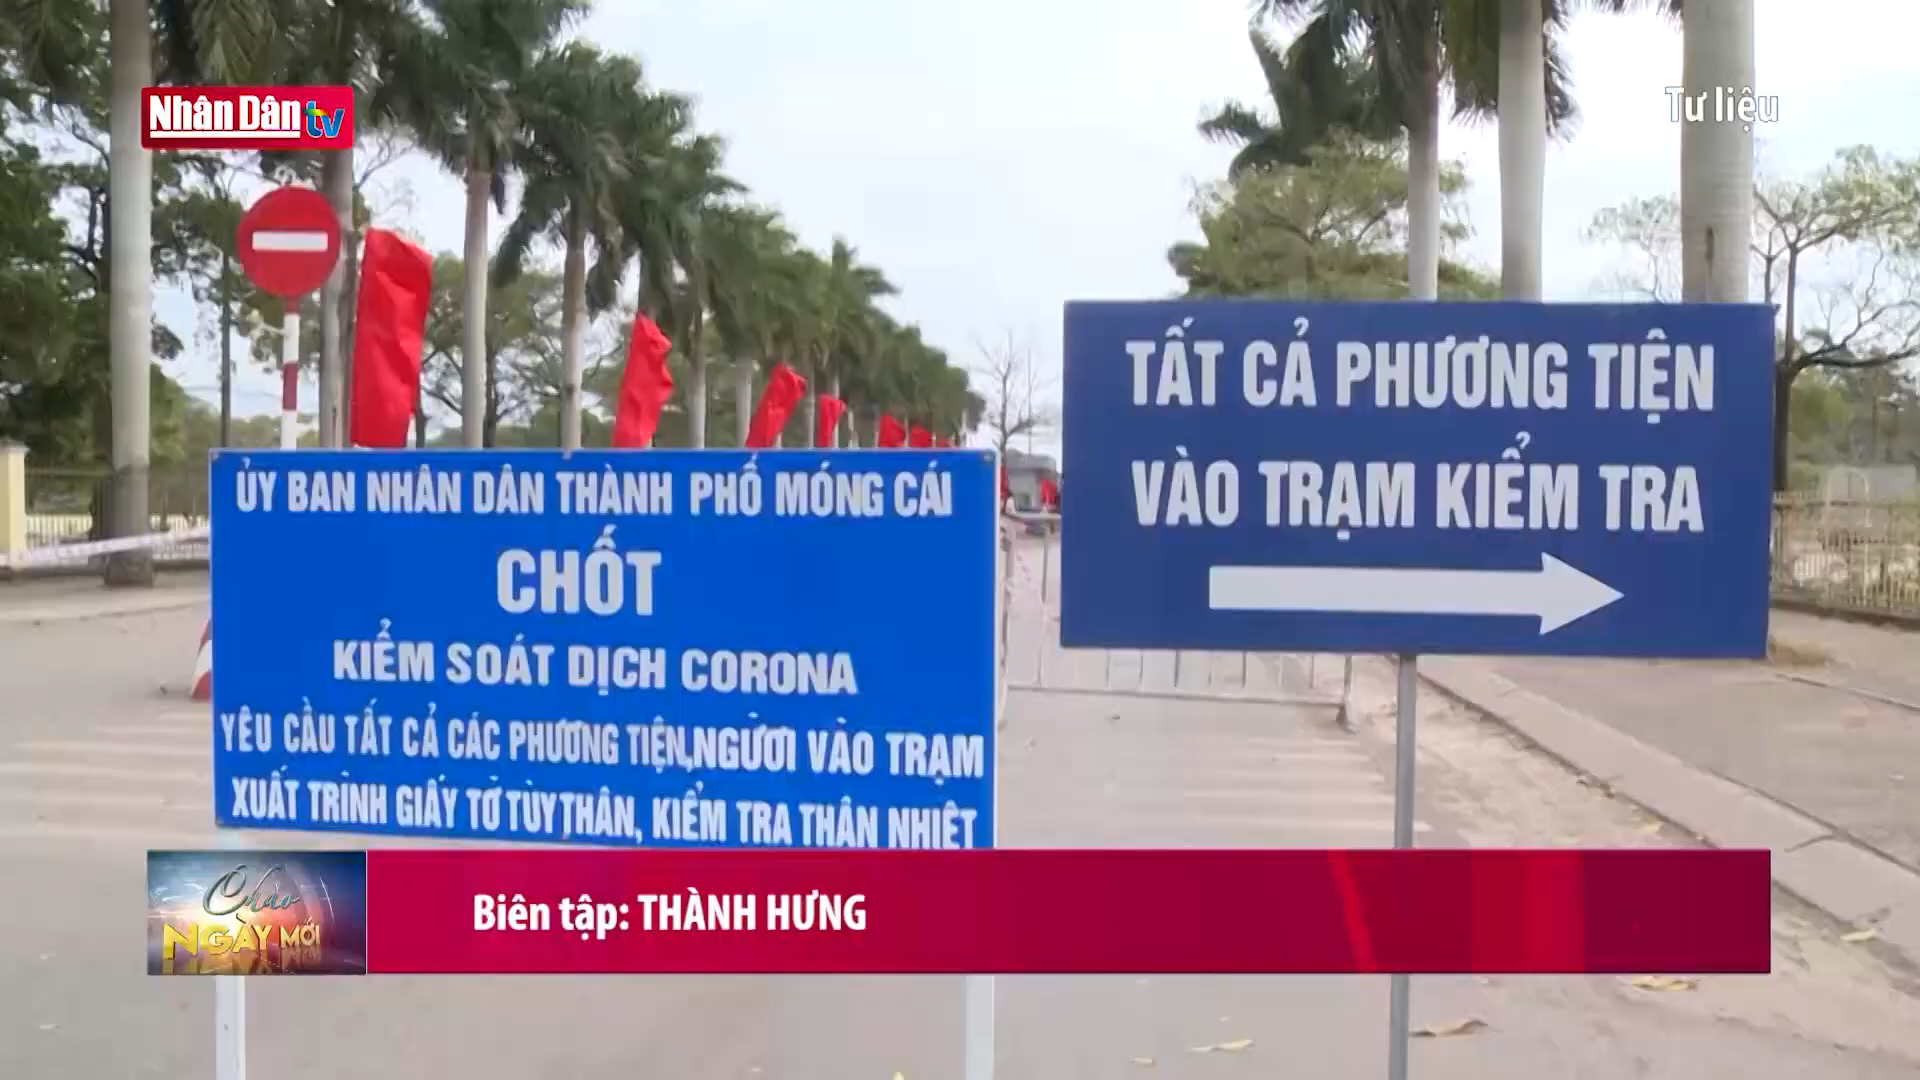 Nhân Dân tv
Tư liệu
ỦY BAN NHÂN DÂN THÀNH PHỐ MÓNG CÁI
CHỐT
KIỂM SOÁT DỊCH CORONA
YÊU CẦU TẤT CẢ CÁC PHƯƠNG TIỆN,NGƯỜI VÀO TRẠM
XUẤT TRÌNH GIẤY TỜ TÙY THÂN, KIỂM TRA THÂN NHIỆT
TẤT CẢ PHƯƠNG TIỆN
VÀO TRẠM KIỂM TRA
Chào
NGÀY MỚI
Biên tập: THÀNH HƯNG